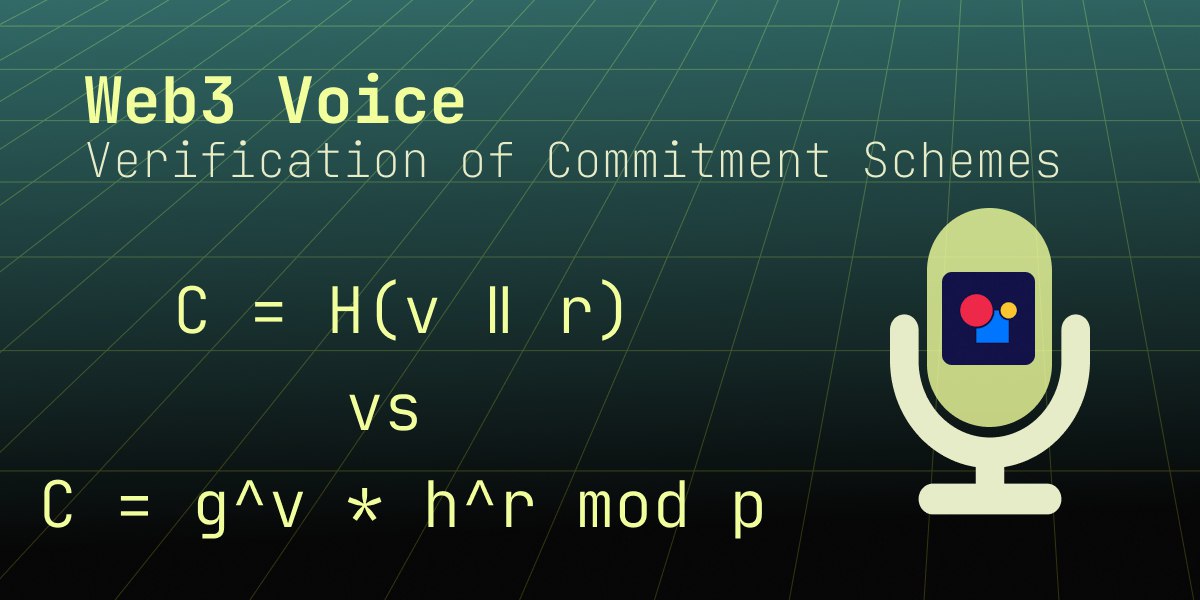 Web3 Voice
Verification of Commitment Schemes
C = H(v || r)
vs
C = g^v * h^r mod p